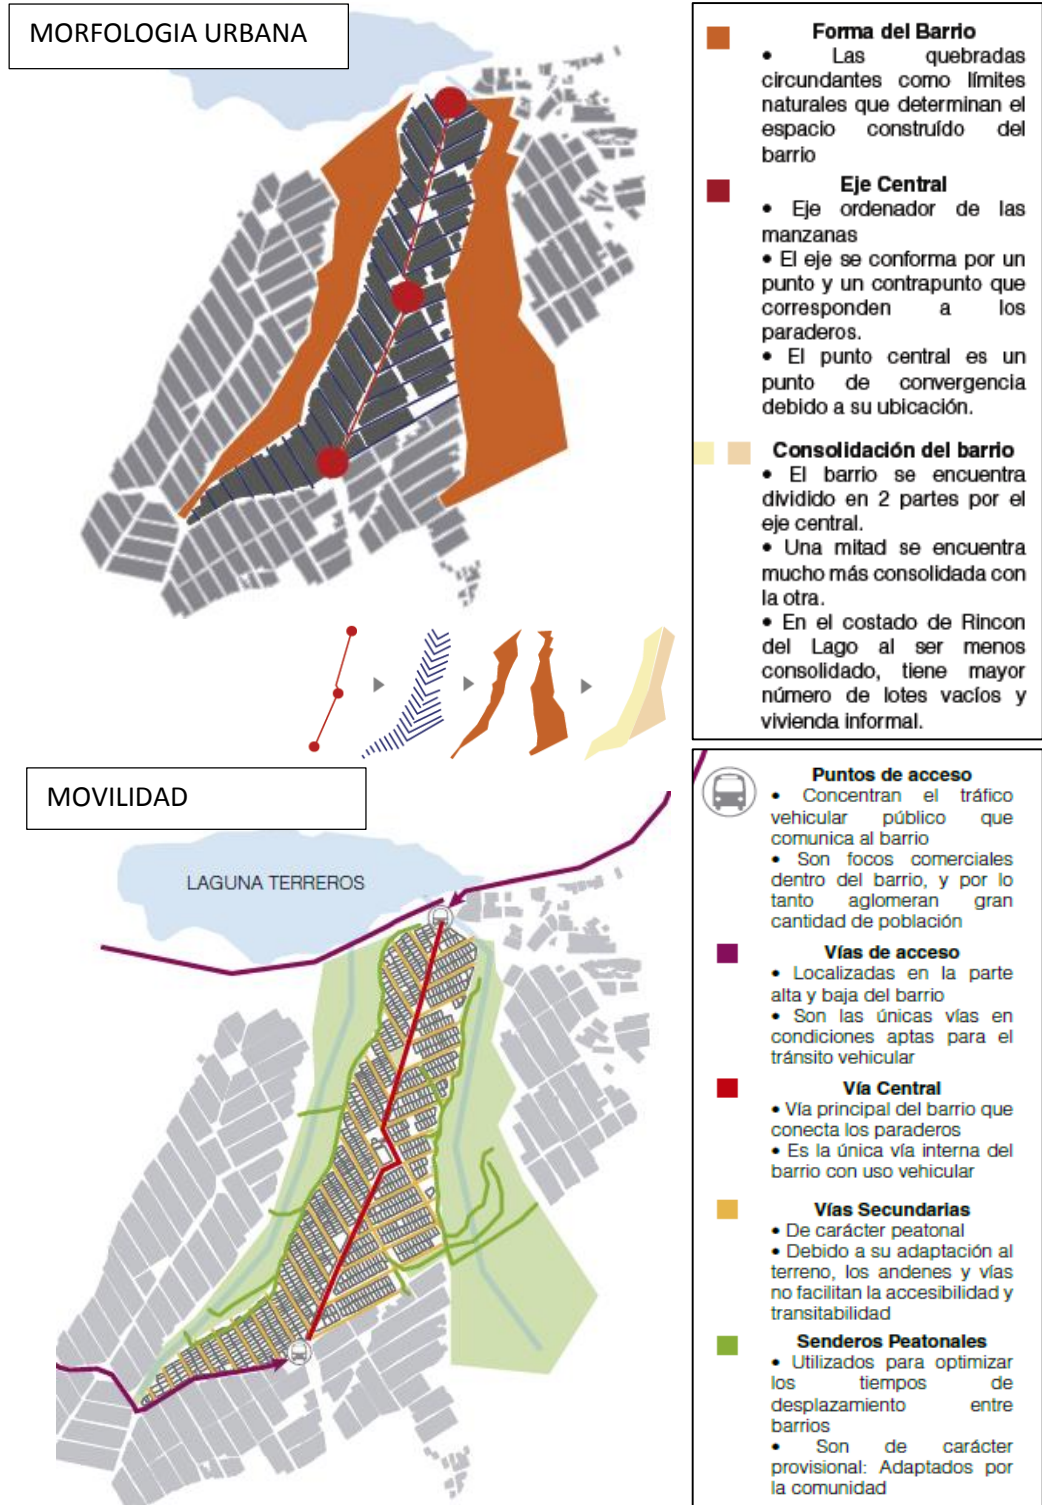 MORFOLOGIA URBANA
Forma del Barrio
• Las quebradas
circundantes como límites
naturales que determinan el
espacio construído del
barrio
Eje Central
• Eje ordenador de las
manzanas
• El eje se conforma por un
punto y un contrapunto que
corresponden a los
paraderos.
• El punto central es un
punto de convergencia
debido a su ubicación.
Consolidación del barrio
• El barrio se encuentra
dividido en 2 partes por el
eje central.
• Una mitad se encuentra
mucho más consolidada con
la otra.
• En el costado de Rincon
del Lago al ser menos
consolidado, tiene mayor
número de lotes vacíos y
vivienda informal.
MOVILIDAD
LAGUNA TERREROS
Puntos de acceso
• Concentran el tráfico
vehicular público que
comunica al barrio
• Son focos comerciales
dentro del barrio, y por lo
tanto aglomeran gran
cantidad de población
Vías de acceso
• Localizadas en la parte
alta y baja del barrio
• Son las únicas vías en
condiciones aptas para el
tránsito vehicular
Vía Central
• Vía principal del barrio que
conecta los paraderos
• Es la única vía interna del
barrio con uso vehicular
Vías Secundarias
• De carácter peatonal
• Debido a su adaptación al
terreno, los andenes y vías
no facilitan la accesibilidad y
transitabilidad
Senderos Peatonales
• Utilizados para optimizar
los tiempos de
desplazamiento entre
barrios
• Son de carácter
provisional: Adaptados por
la comunidad